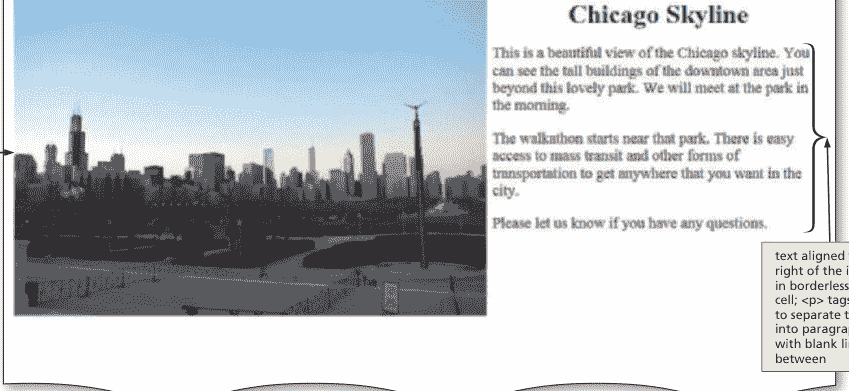 Chicago Skyline
This is a beautiful view of the Chicago skyline. You
can see the tall buildings of the downtown area just
beyond this lovely park. We will meet at the park in
the morning.
The walkathon starts near that park. There is easy
access to mass transit and other forms of
transportation to get anywhere that you want in the
city.
Please let us know if you have any questions.
text aligned
right of the
in borderless
cell; <p> tags
to separate
into
with blank
between